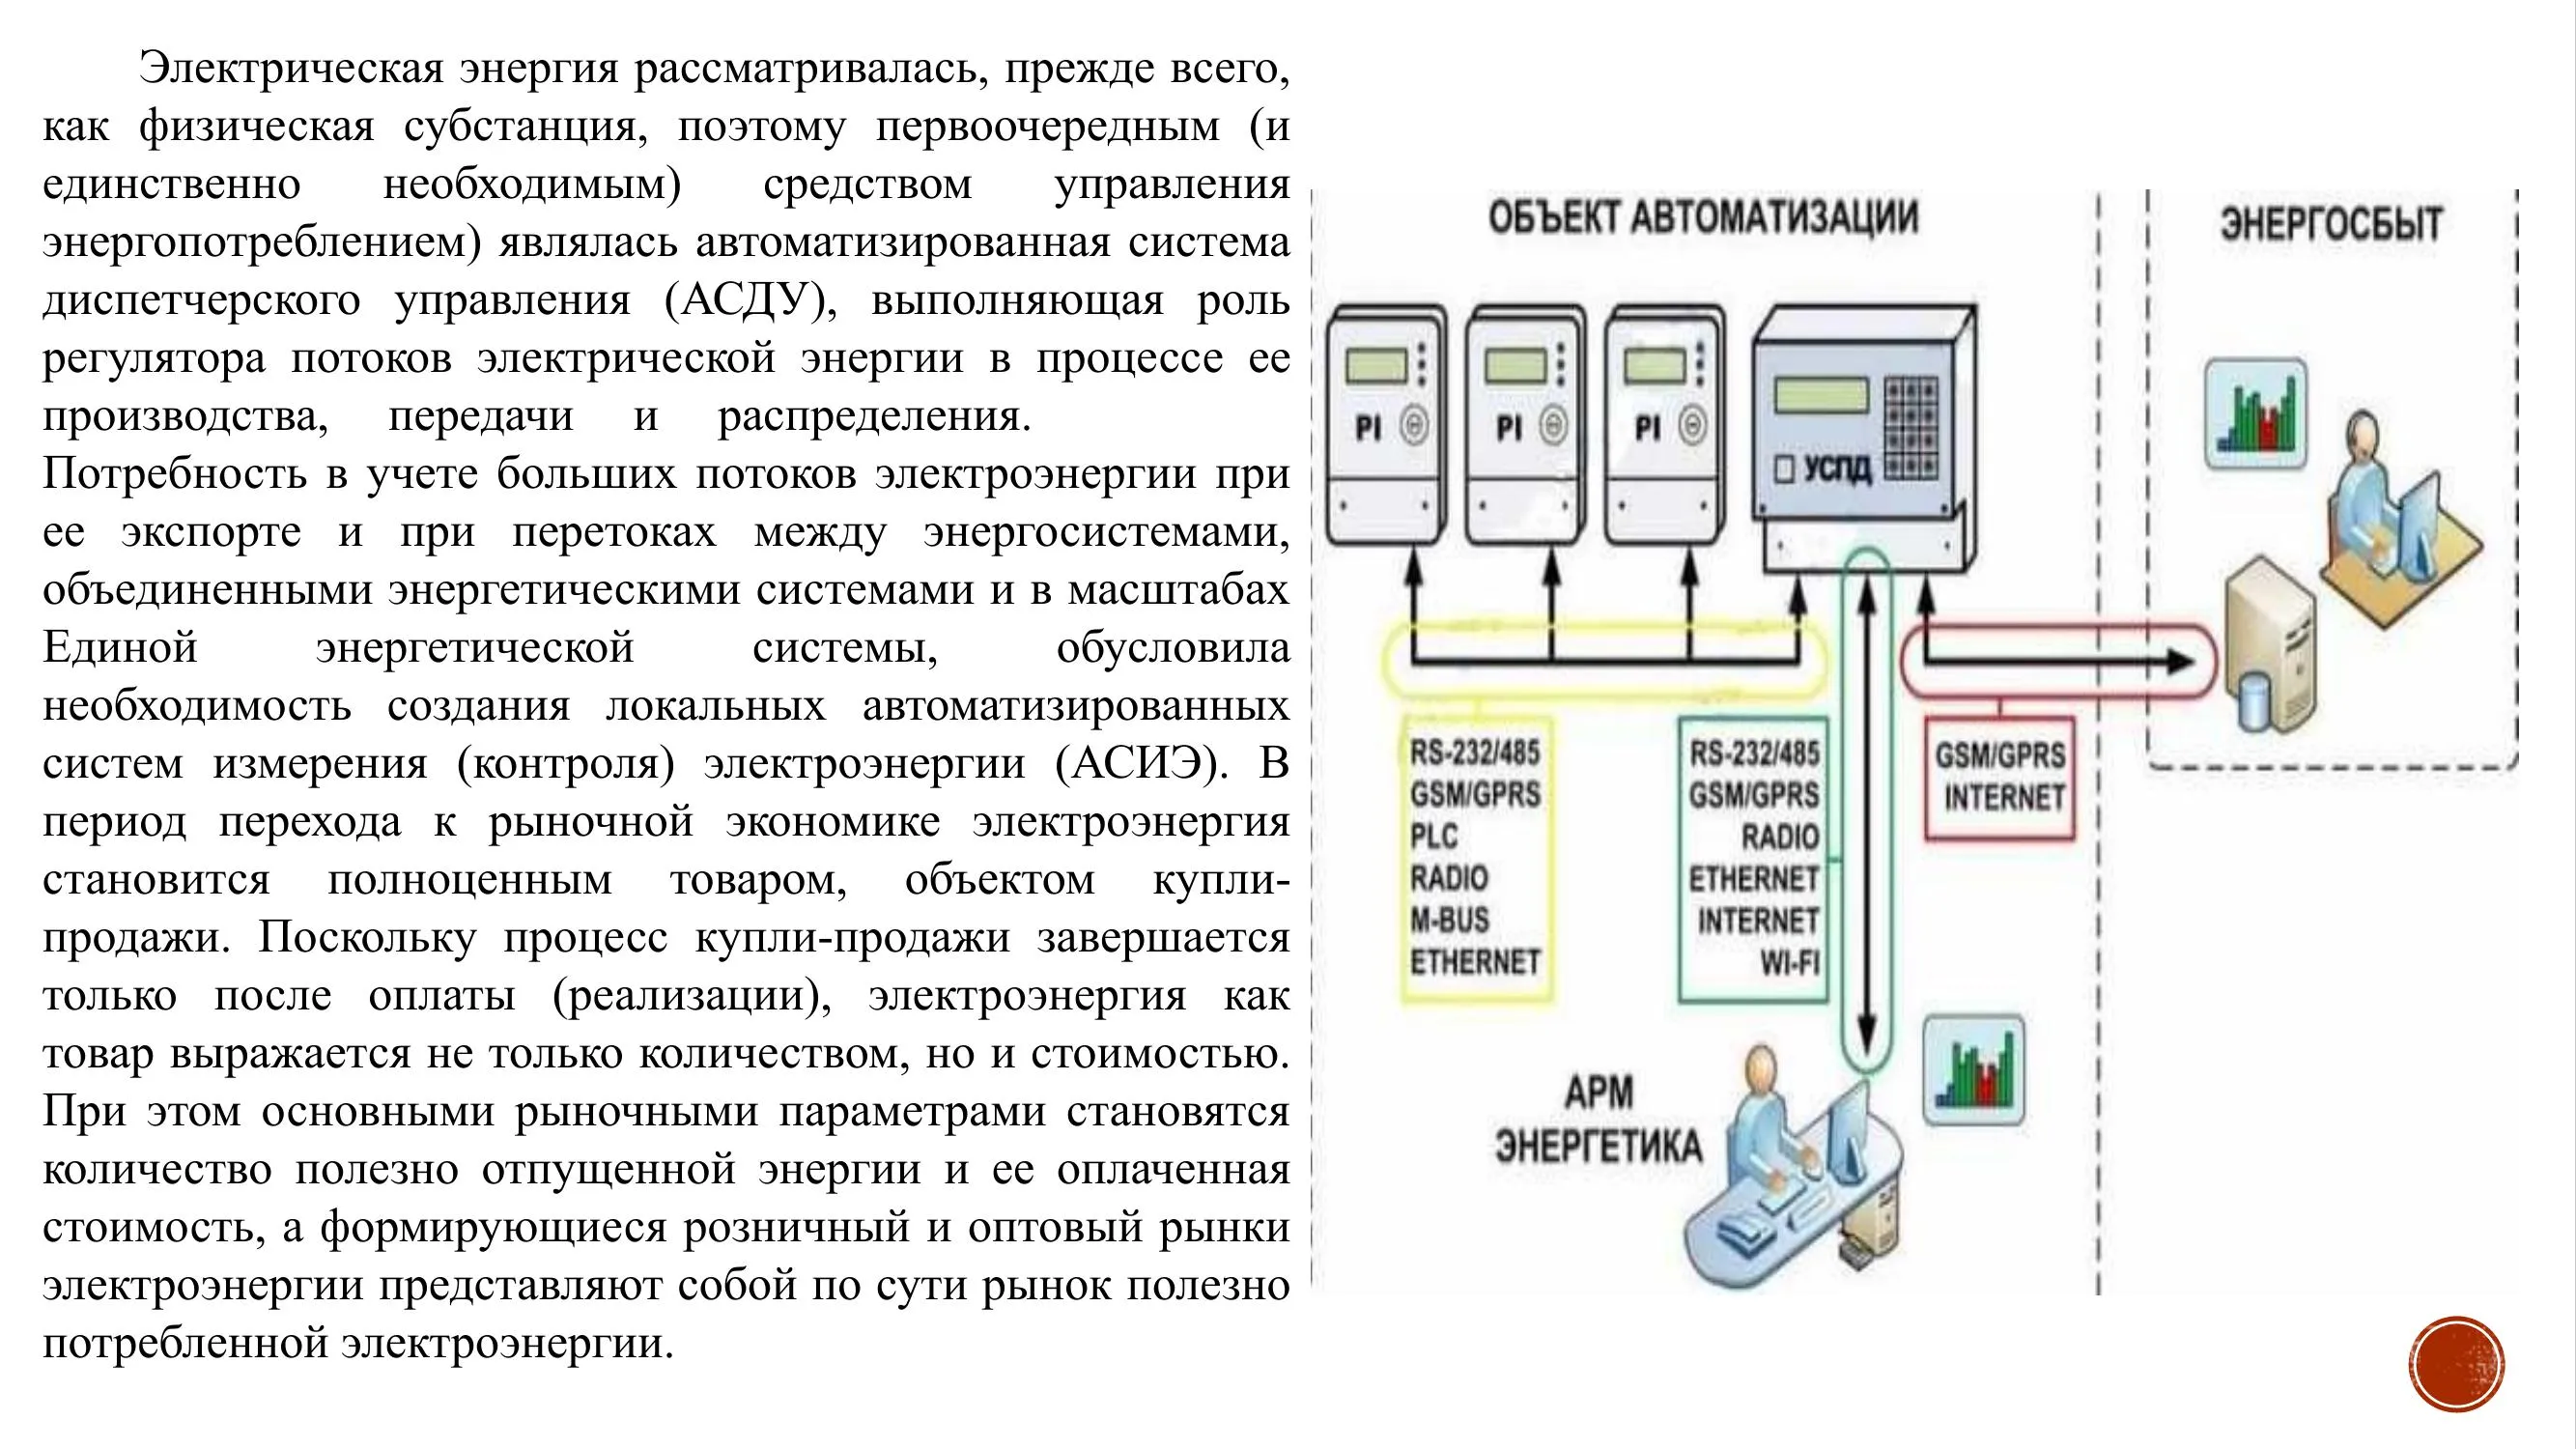 Электрическая энергия рассматривалась, прежде всего,
как физическая субстанция, поэтому первоочередным (и
единственно необходимым) средством управления
энергопотреблением) являлась автоматизированная система
диспетчерского управления (АСДУ), выполняющая роль
регулятора потоков электрической энергии в процессе ее
производства, передачи и распределения.
Потребность в учете больших потоков электроэнергии при
ее экспорте и при перетоках между энергосистемами,
объединенными энергетическими системами и в масштабах
Единой энергетической системы, обусловила
необходимость создания локальных автоматизированных
систем измерения (контроля) электроэнергии (АСИЭ). В
период перехода к рыночной экономике электроэнергия
становится полноценным товаром, объектом купли-
продажи. Поскольку процесс купли-продажи завершается
только после оплаты (реализации), электроэнергия как
товар выражается не только количеством, но и стоимостью.
При этом основными рыночными параметрами становятся
количество полезно отпущенной энергии и ее оплаченная
стоимость, а формирующиеся розничный и оптовый рынки
электроэнергии представляют собой по сути рынок полезно
потребленной электроэнергии.
ОБЪЕКТ АВТОМАТИЗАЦИИ
PI
PI
PI
УСПД
RS-232/485
GSM/GPRS
PLC
RADIO
M-BUS
ETHERNET
RS-232/485
GSM/GPRS
RADIO
ETHERNET
INTERNET
WI-FI
GSM/GPRS
INTERNET
АРМ
ЭНЕРГЕТИКА
ЭНЕРГОСБЫТ